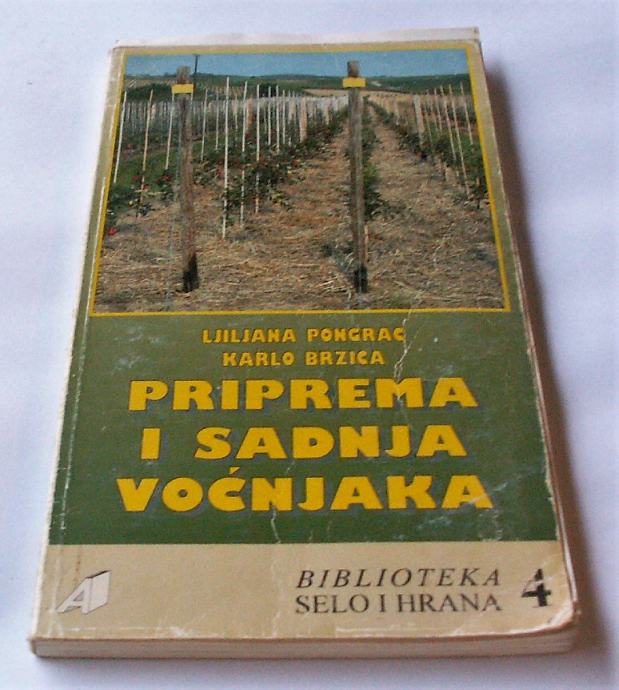 LJILJANA PONGRAC
KARLO BRZICA
PRIPREMA
I SADNJA
VOĆNJAKA
BIBLIOTEKA
SELO I HRANA 4
A